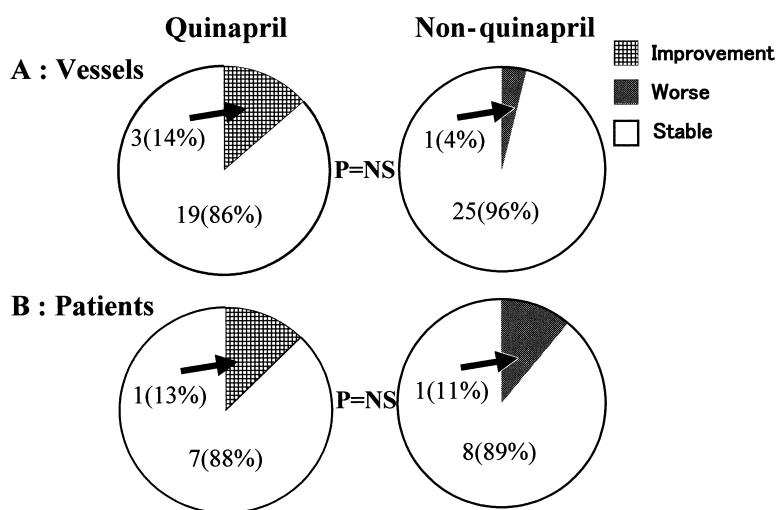 Quinapril
Non-quinapril
Improvement
Worse
Stable
A : Vessels
3(14%)
19(86%)
P=NS
1(4%)
25(96%)
B : Patients
1(13%)
7(88%)
P=NS
1(11%)
8(89%)